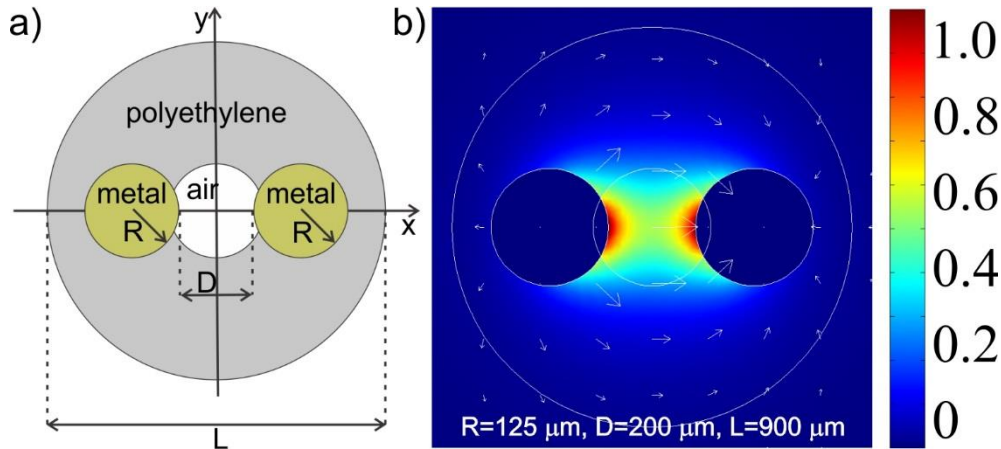 a)
y
polyethylene
metal
air
metal
R
R
x
D
L
b)
R=125 μm, D=200 μm, L=900 μm
1.0
0.8
0.6
0.4
0.2
0